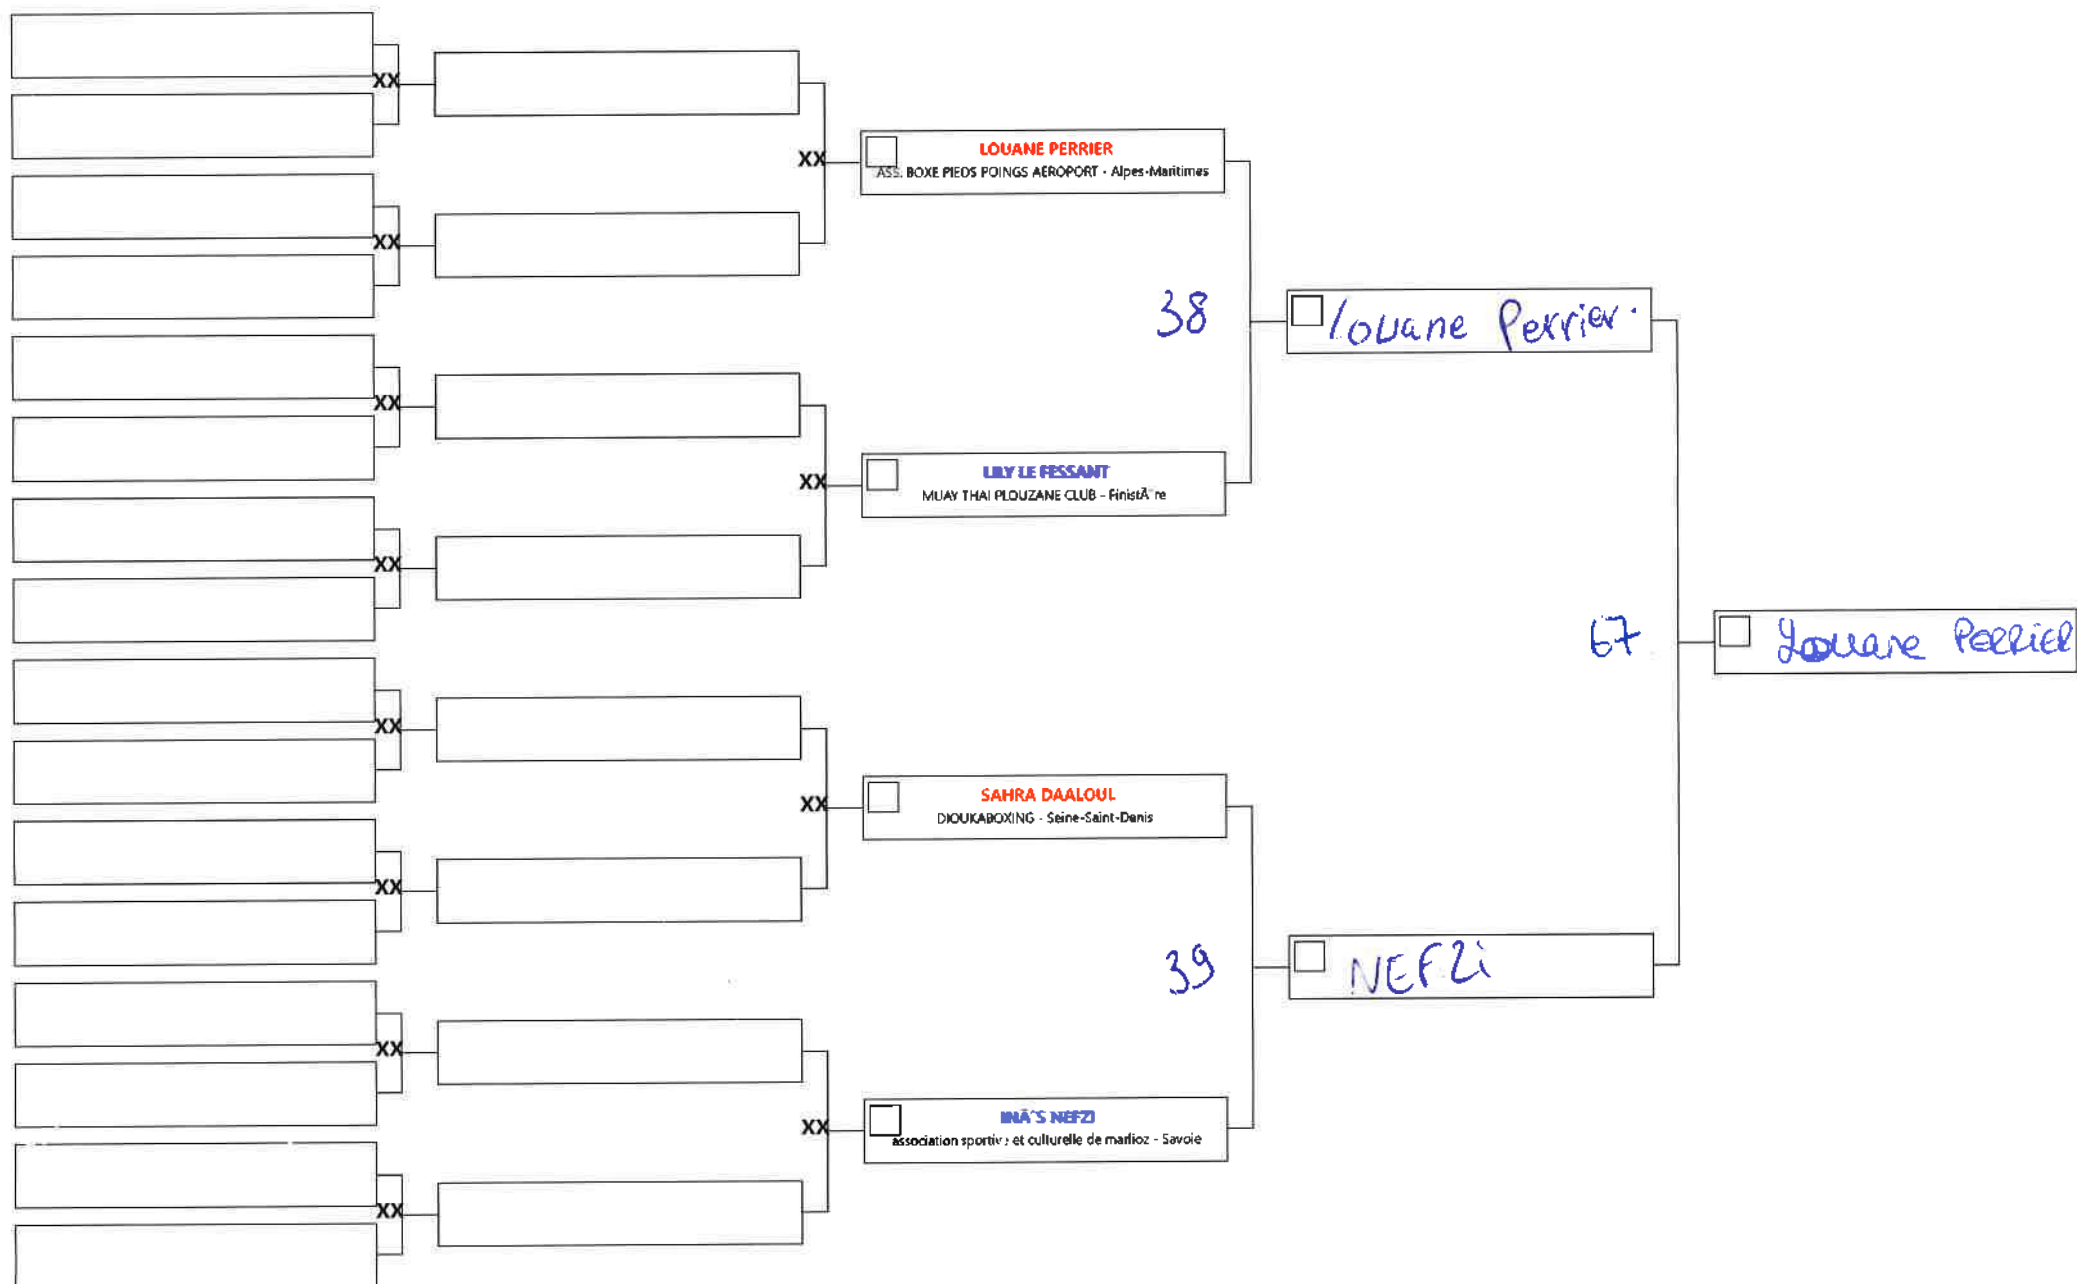 XX
XX
XX
XX
XX
XX
XX
XX
XX
XX
XX
XX
LOUANE PERRIER
ASS. BOXE PIEDS POINGS AEROPORT - Alpes-Maritimes
38
LILY LE FESSANT
MUAY THAI PLOUZANE CLUB - FinistÃ¨re
SAHRA DAALOUL
DIOUKABOXING - Seine-Saint-Denis
39
INÃ¨S NEFZI
association sportive et culturelle de marlioz - Savoie
Louane Perrier.
67
NEFZi
Louane Perrier